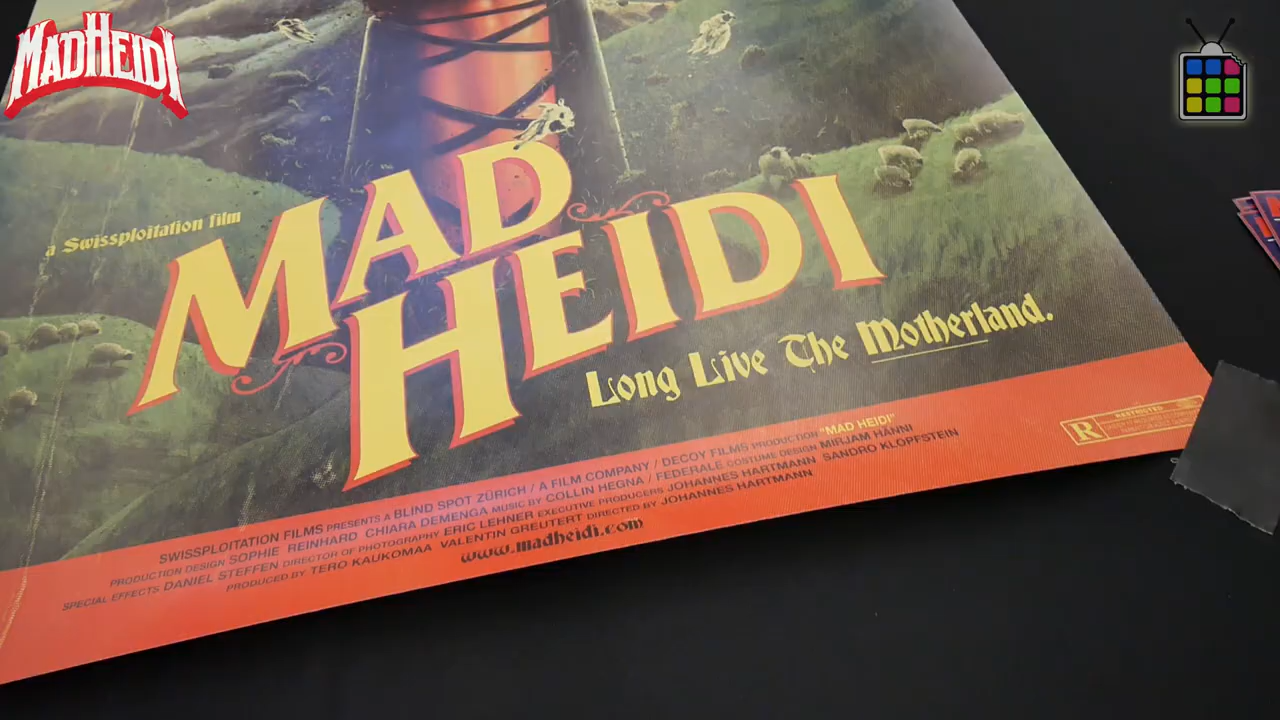 MADHEIDI
a Swissploitation film
MAD
HEIDI
Long Live The Motherland.
SWISSPLOITATION FILMS PRESENTS A BLIND SPOT ZÜRICH / A FILM COMPANY / DECOY FILMS PRODUCTION "MAD HEIDI"
PRODUCTION DESIGN SOPHIE REINHARD CHIARA DEMENGA MUSIC BY COLLIN HEGNA / FEDERALE COSTUME DESIGN MIRJAM HÄNNI
SPECIAL EFFECTS DANIEL STEFFEN DIRECTOR OF PHOTOGRAPHY ERIC LEHNER EXECUTIVE PRODUCERS JOHANNES HARTMANN SANDRO KLOPFSTEIN
PRODUCED BY TERO KAUKOMAA VALENTIN GREUTERT DIRECTED BY JOHANNES HARTMANN
www.madheidi.com
R RESTRICTED